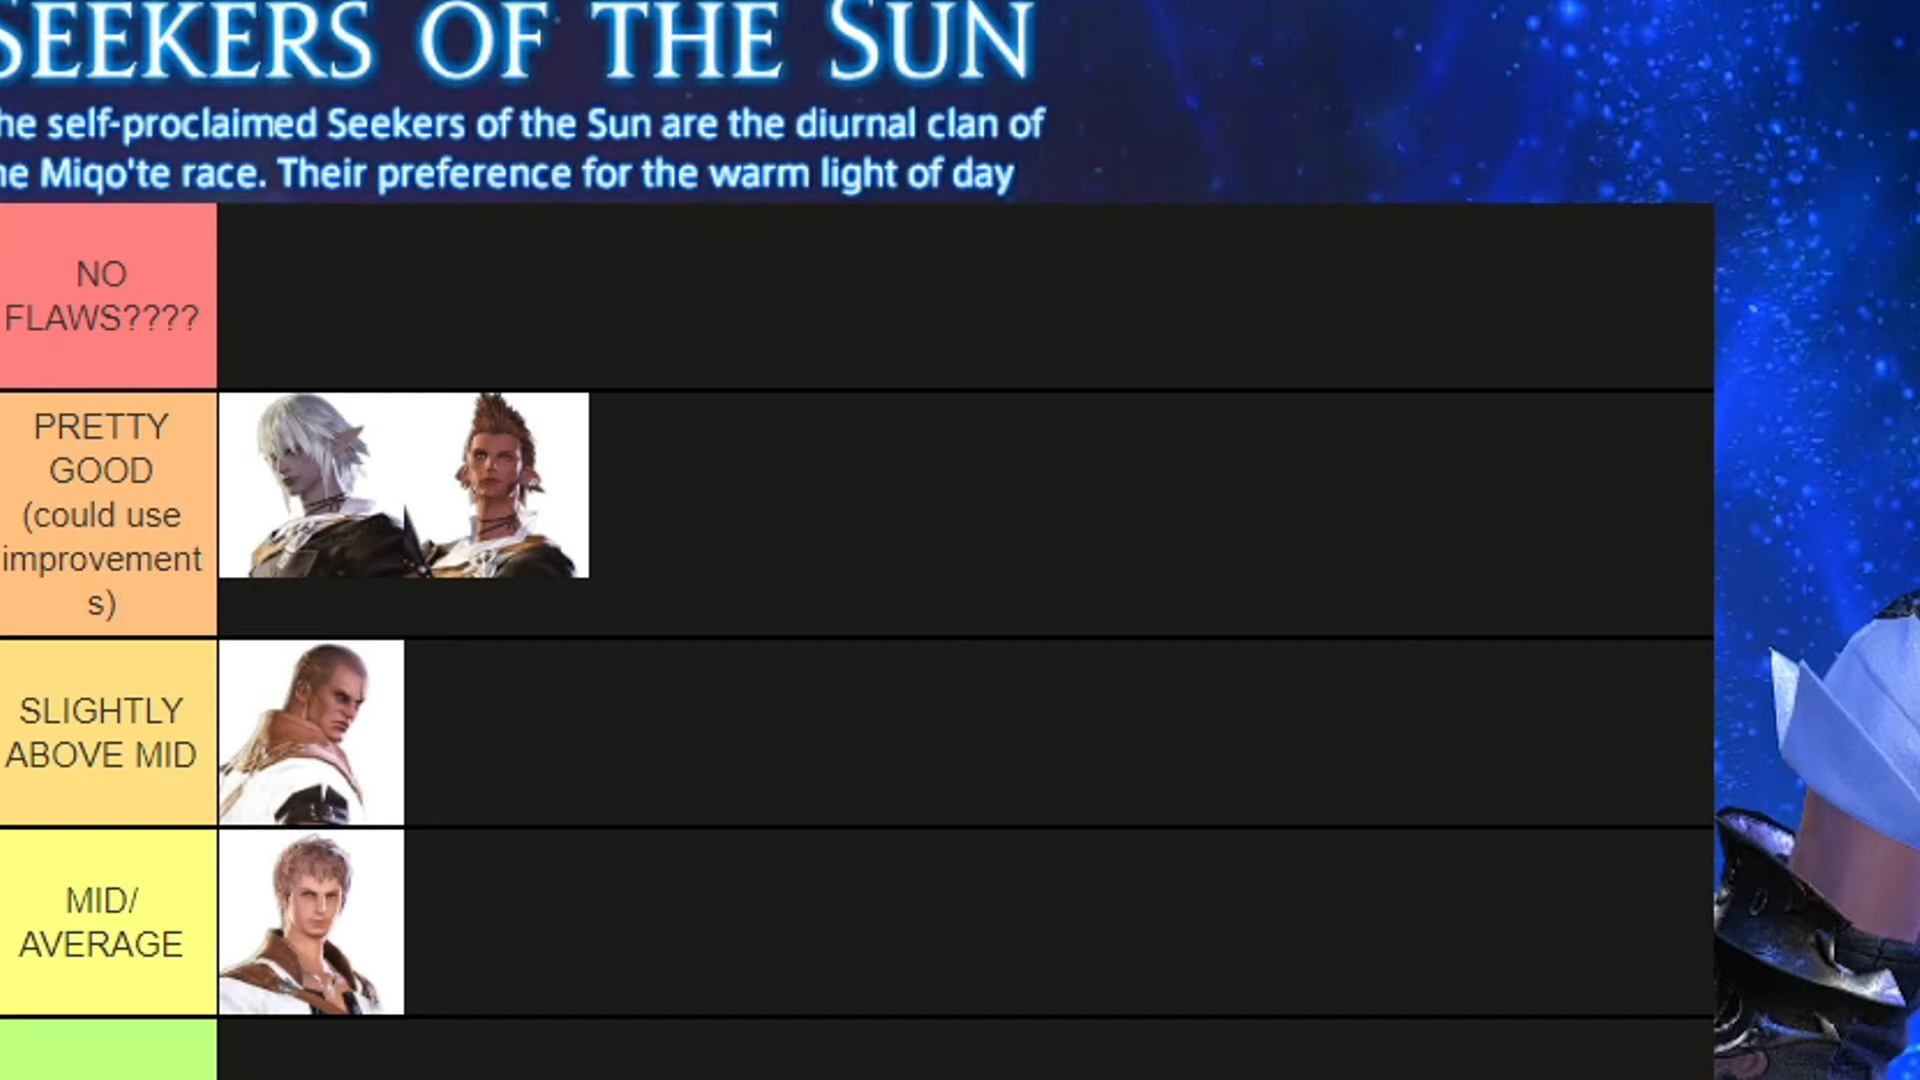 SEEKERS OF THE SUN
he self-proclaimed Seekers of the Sun are the diurnal clan of
he Miqo'te race. Their preference for the warm light of day
NO
FLAWS????
PRETTY
GOOD
(could use
improvement
s)
SLIGHTLY
ABOVE MID
MID/
AVERAGE